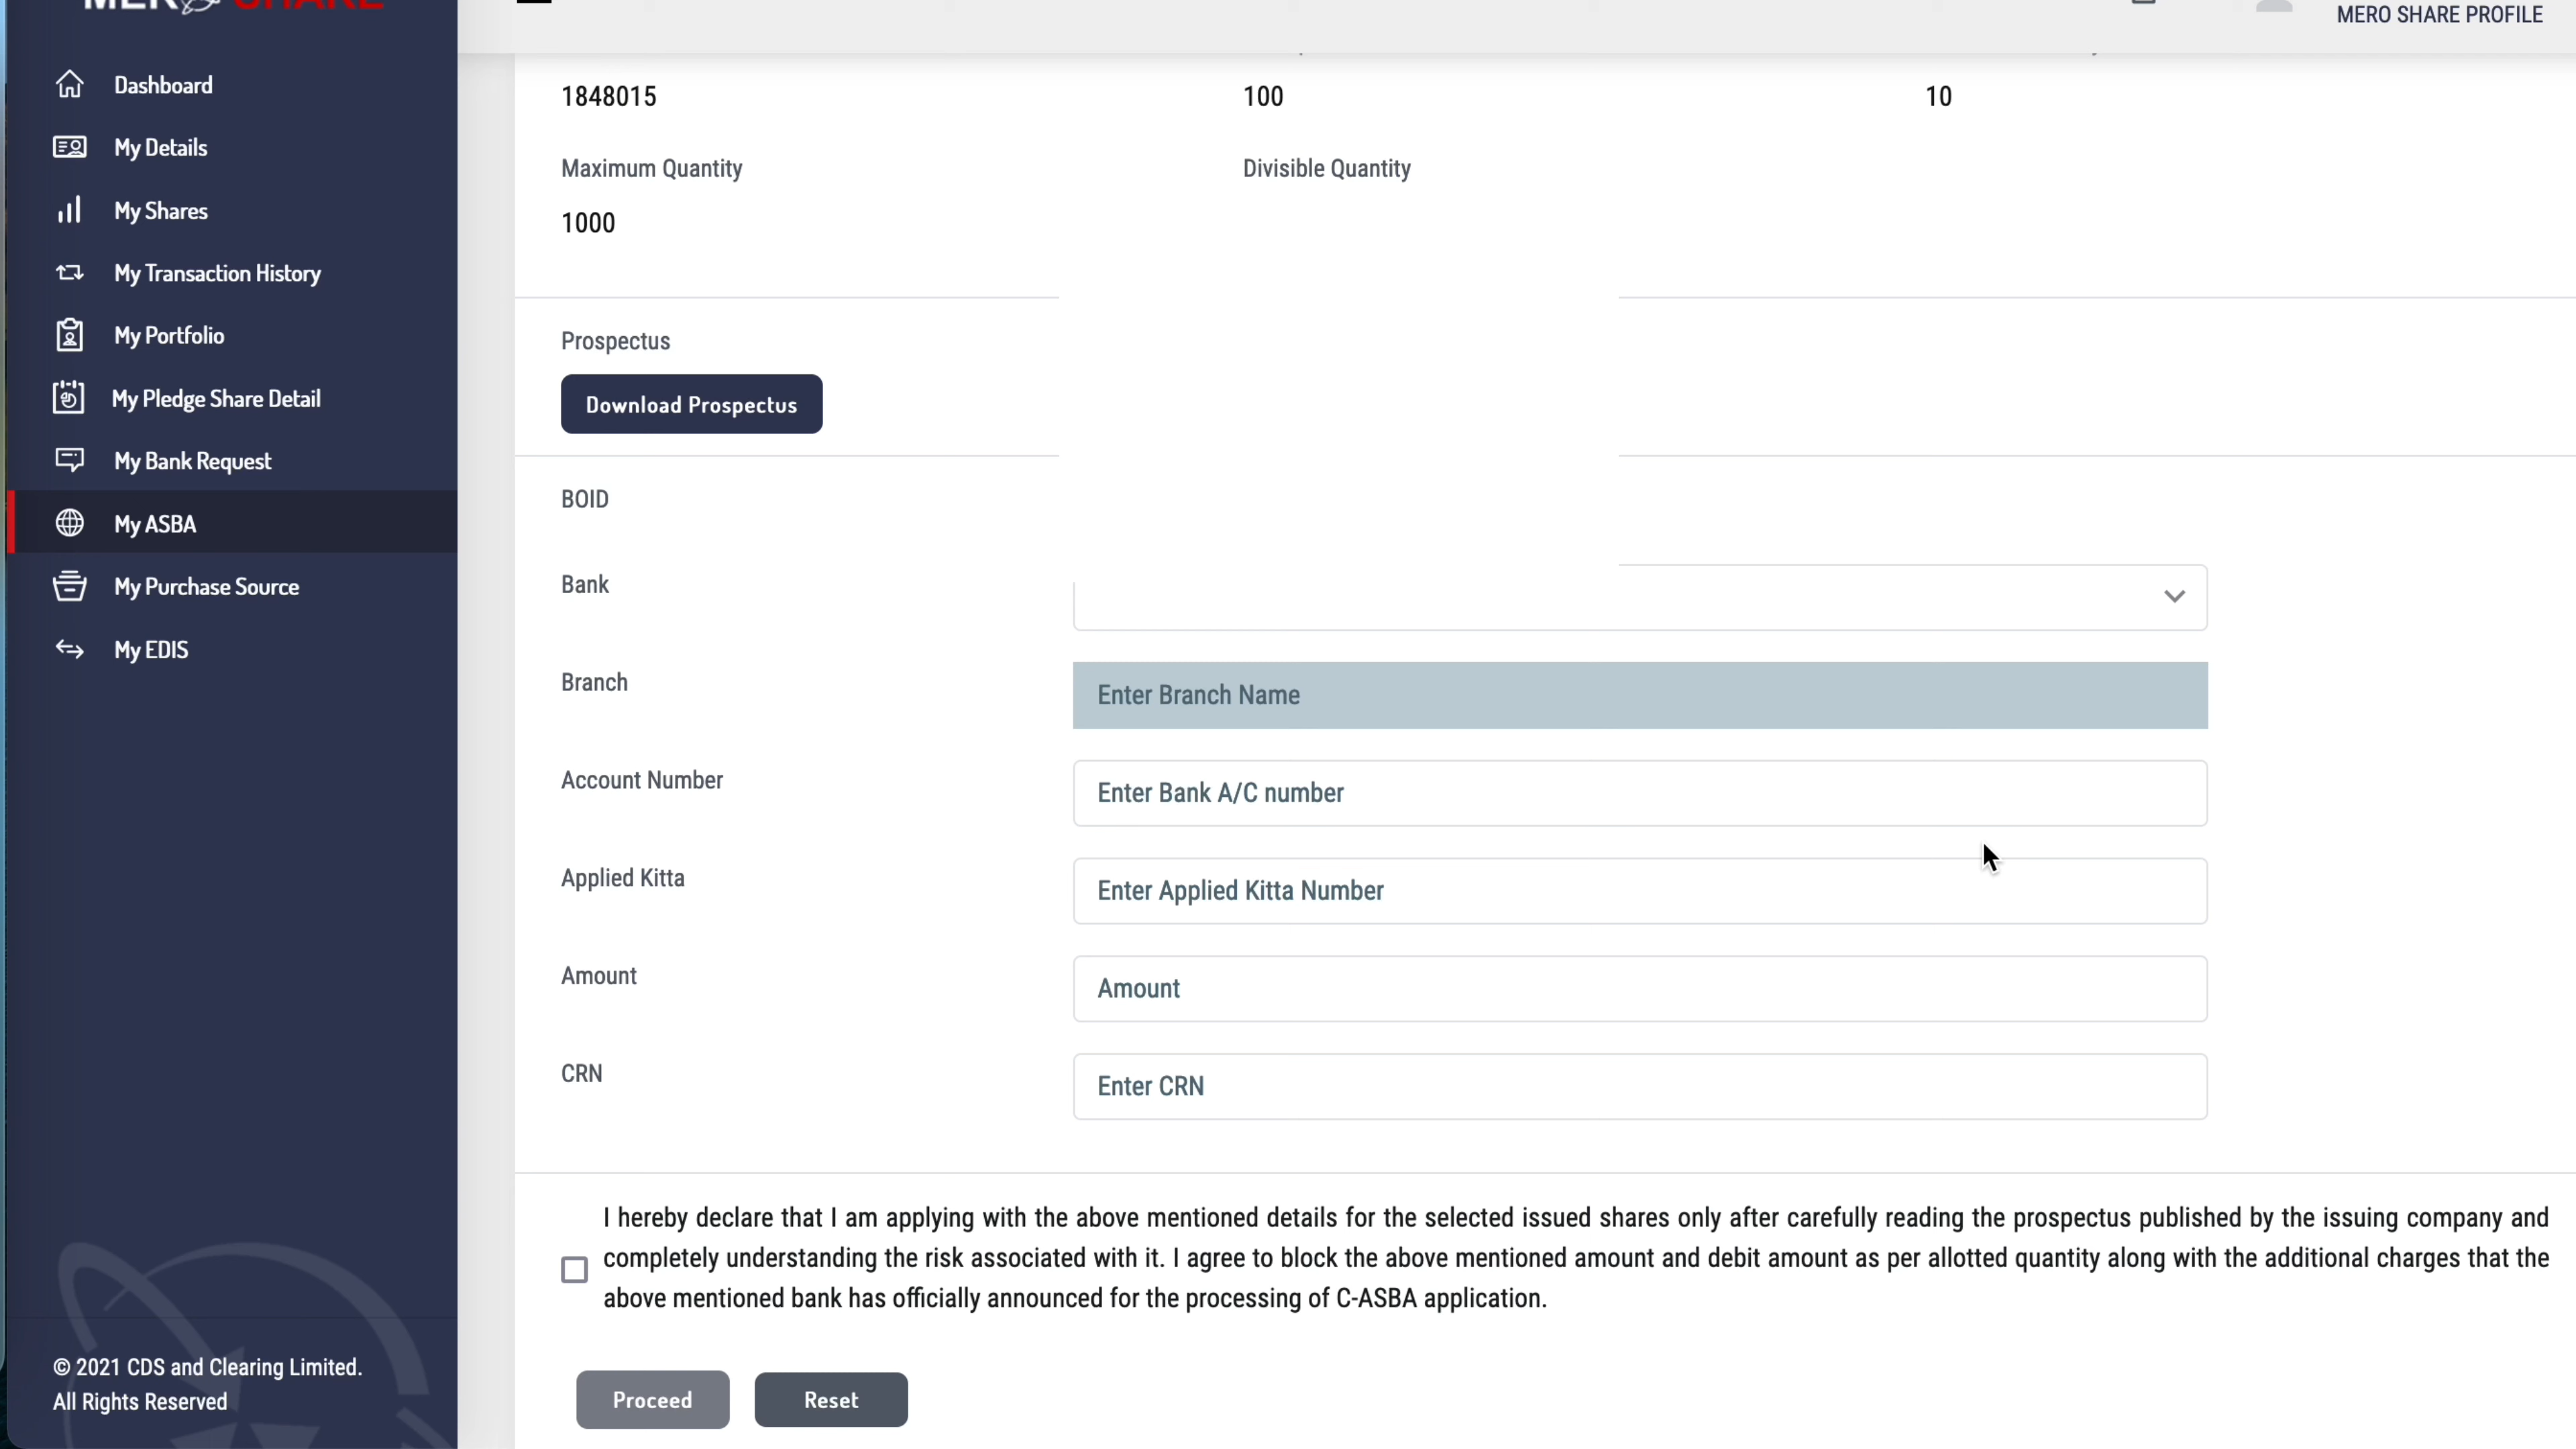 MERO SHARE
MERO SHARE PROFILE
Dashboard
My Details
My Shares
My Transaction History
My Portfolio
My Pledge Share Detail
My Bank Request
My ASBA
My Purchase Source
My EDIS
© 2021 CDS and Clearing Limited.
All Rights Reserved
1848015 100 10
Maximum Quantity Divisible Quantity
1000
Prospectus
Download Prospectus
BOID
Bank
Branch Enter Branch Name
Account Number Enter Bank A/C number
Applied Kitta Enter Applied Kitta Number
Amount Amount
CRN Enter CRN
I hereby declare that I am applying with the above mentioned details for the selected issued shares only after carefully reading the prospectus published by the issuing company and
completely understanding the risk associated with it. I agree to block the above mentioned amount and debit amount as per allotted quantity along with the additional charges that the
above mentioned bank has officially announced for the processing of C-ASBA application.
Proceed Reset